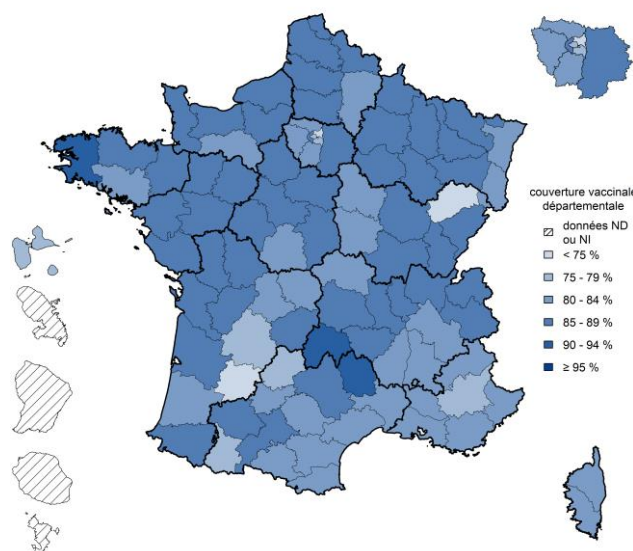 couverture vaccinale
départementale
données ND
ou NI
< 75 %
75 - 79 %
80 - 84 %
85 - 89 %
90 - 94 %
≥ 95 %